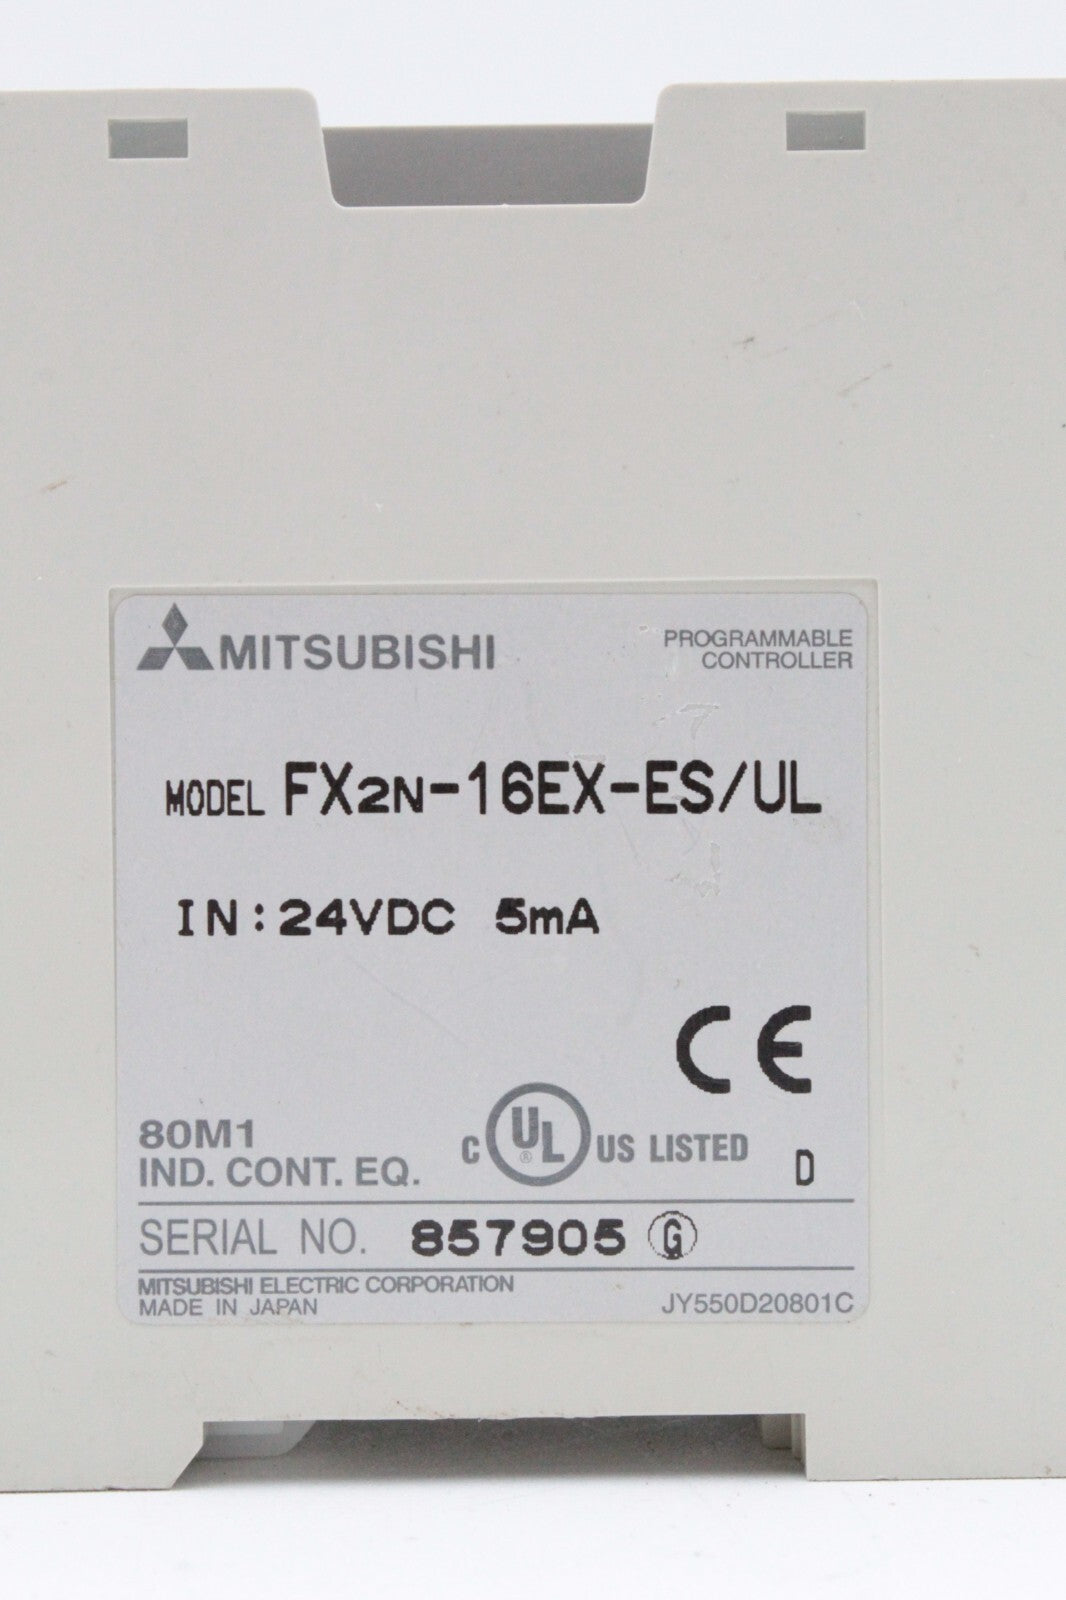 MITSUBISHI
PROGRAMMABLE
CONTROLLER
MODEL FX2N-16EX-ES/UL
IN:24VDC 5mA
CE
80M1
IND. CONT. EQ.
C UL ® US LISTED
D
SERIAL NO. 857905 G
MITSUBISHI ELECTRIC CORPORATION
MADE IN JAPAN
JY550D20801C